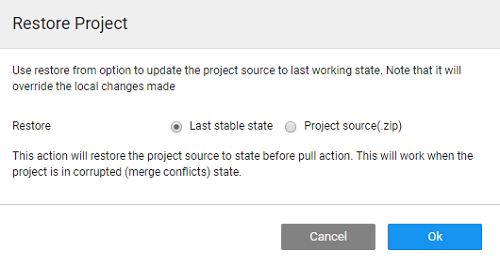 Restore Project
Use restore from option to update the project source to last working state. Note that it will
override the local changes made
Restore Last stable state Project source(.zip)
This action will restore the project source to state before pull action. This will work when the
project is in corrupted (merge conflicts) state.
Cancel Ok